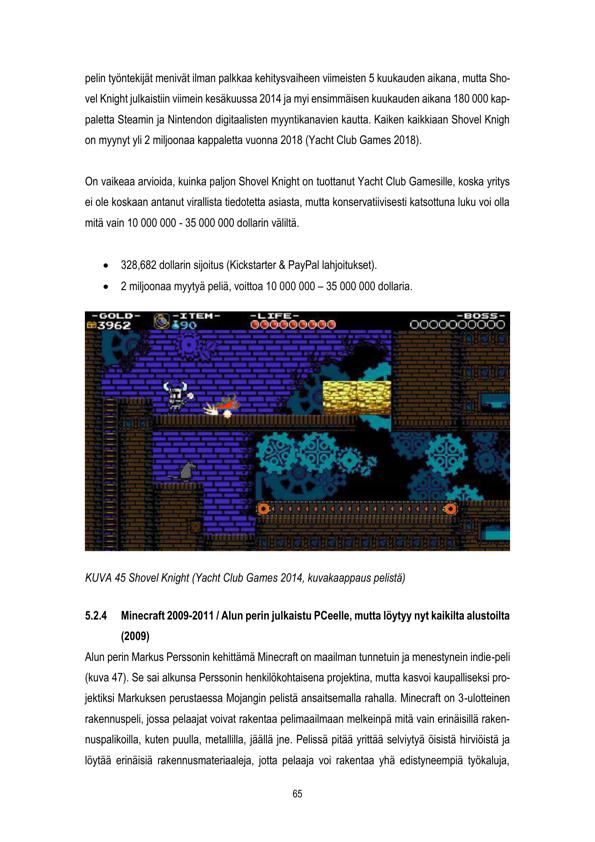 pelin työntekijät menivät ilman palkkaa kehitysvaiheen viimeisten 5 kuukauden aikana, mutta Sho-
vel Knight julkaistiin viimein kesäkuussa 2014 ja myi ensimmäisen kuukauden aikana 180 000 kap-
paletta Steamin ja Nintendon digitaalisten myyntikanavien kautta. Kaiken kaikkiaan Shovel Knigh
on myynyt yli 2 miljoonaa kappaletta vuonna 2018 (Yacht Club Games 2018).
On vaikeaa arvioida, kuinka paljon Shovel Knight on tuottanut Yacht Club Gamesille, koska yritys
ei ole koskaan antanut virallista tiedotetta asiasta, mutta konservatiivisesti katsottuna luku voi olla
mitä vain 10 000 000 - 35 000 000 dollarin väliltä.
• 328,682 dollarin sijoitus (Kickstarter & PayPal lahjoitukset).
• 2 miljoonaa myytyä peliä, voittoa 10 000 000 – 35 000 000 dollaria.
-GOLD- -ITEM- -LIFE- -BOSS-
3962 90
KUVA 45 Shovel Knight (Yacht Club Games 2014, kuvakaappaus pelistä)
5.2.4 Minecraft 2009-2011 / Alun perin julkaistu PCeelle, mutta löytyy nyt kaikilta alustoilta
(2009)
Alun perin Markus Perssonin kehittämä Minecraft on maailman tunnetuin ja menestynein indie-peli
(kuva 47). Se sai alkunsa Perssonin henkilökohtaisena projektina, mutta kasvoi kaupalliseksi pro-
jektiksi Markuksen perustaessa Mojangin pelistä ansaitsemalla rahalla. Minecraft on 3-ulotteinen
rakennuspeli, jossa pelaajat voivat rakentaa pelimaailmaan melkeinpä mitä vain erinäisillä raken-
nuspalikoilla, kuten puulla, metallilla, jäällä jne. Pelissä pitää yrittää selviytyä öisistä hirviöistä ja
löytää erinäisiä rakennusmateriaaleja, jotta pelaaja voi rakentaa yhä edistyneempiä työkaluja,
65